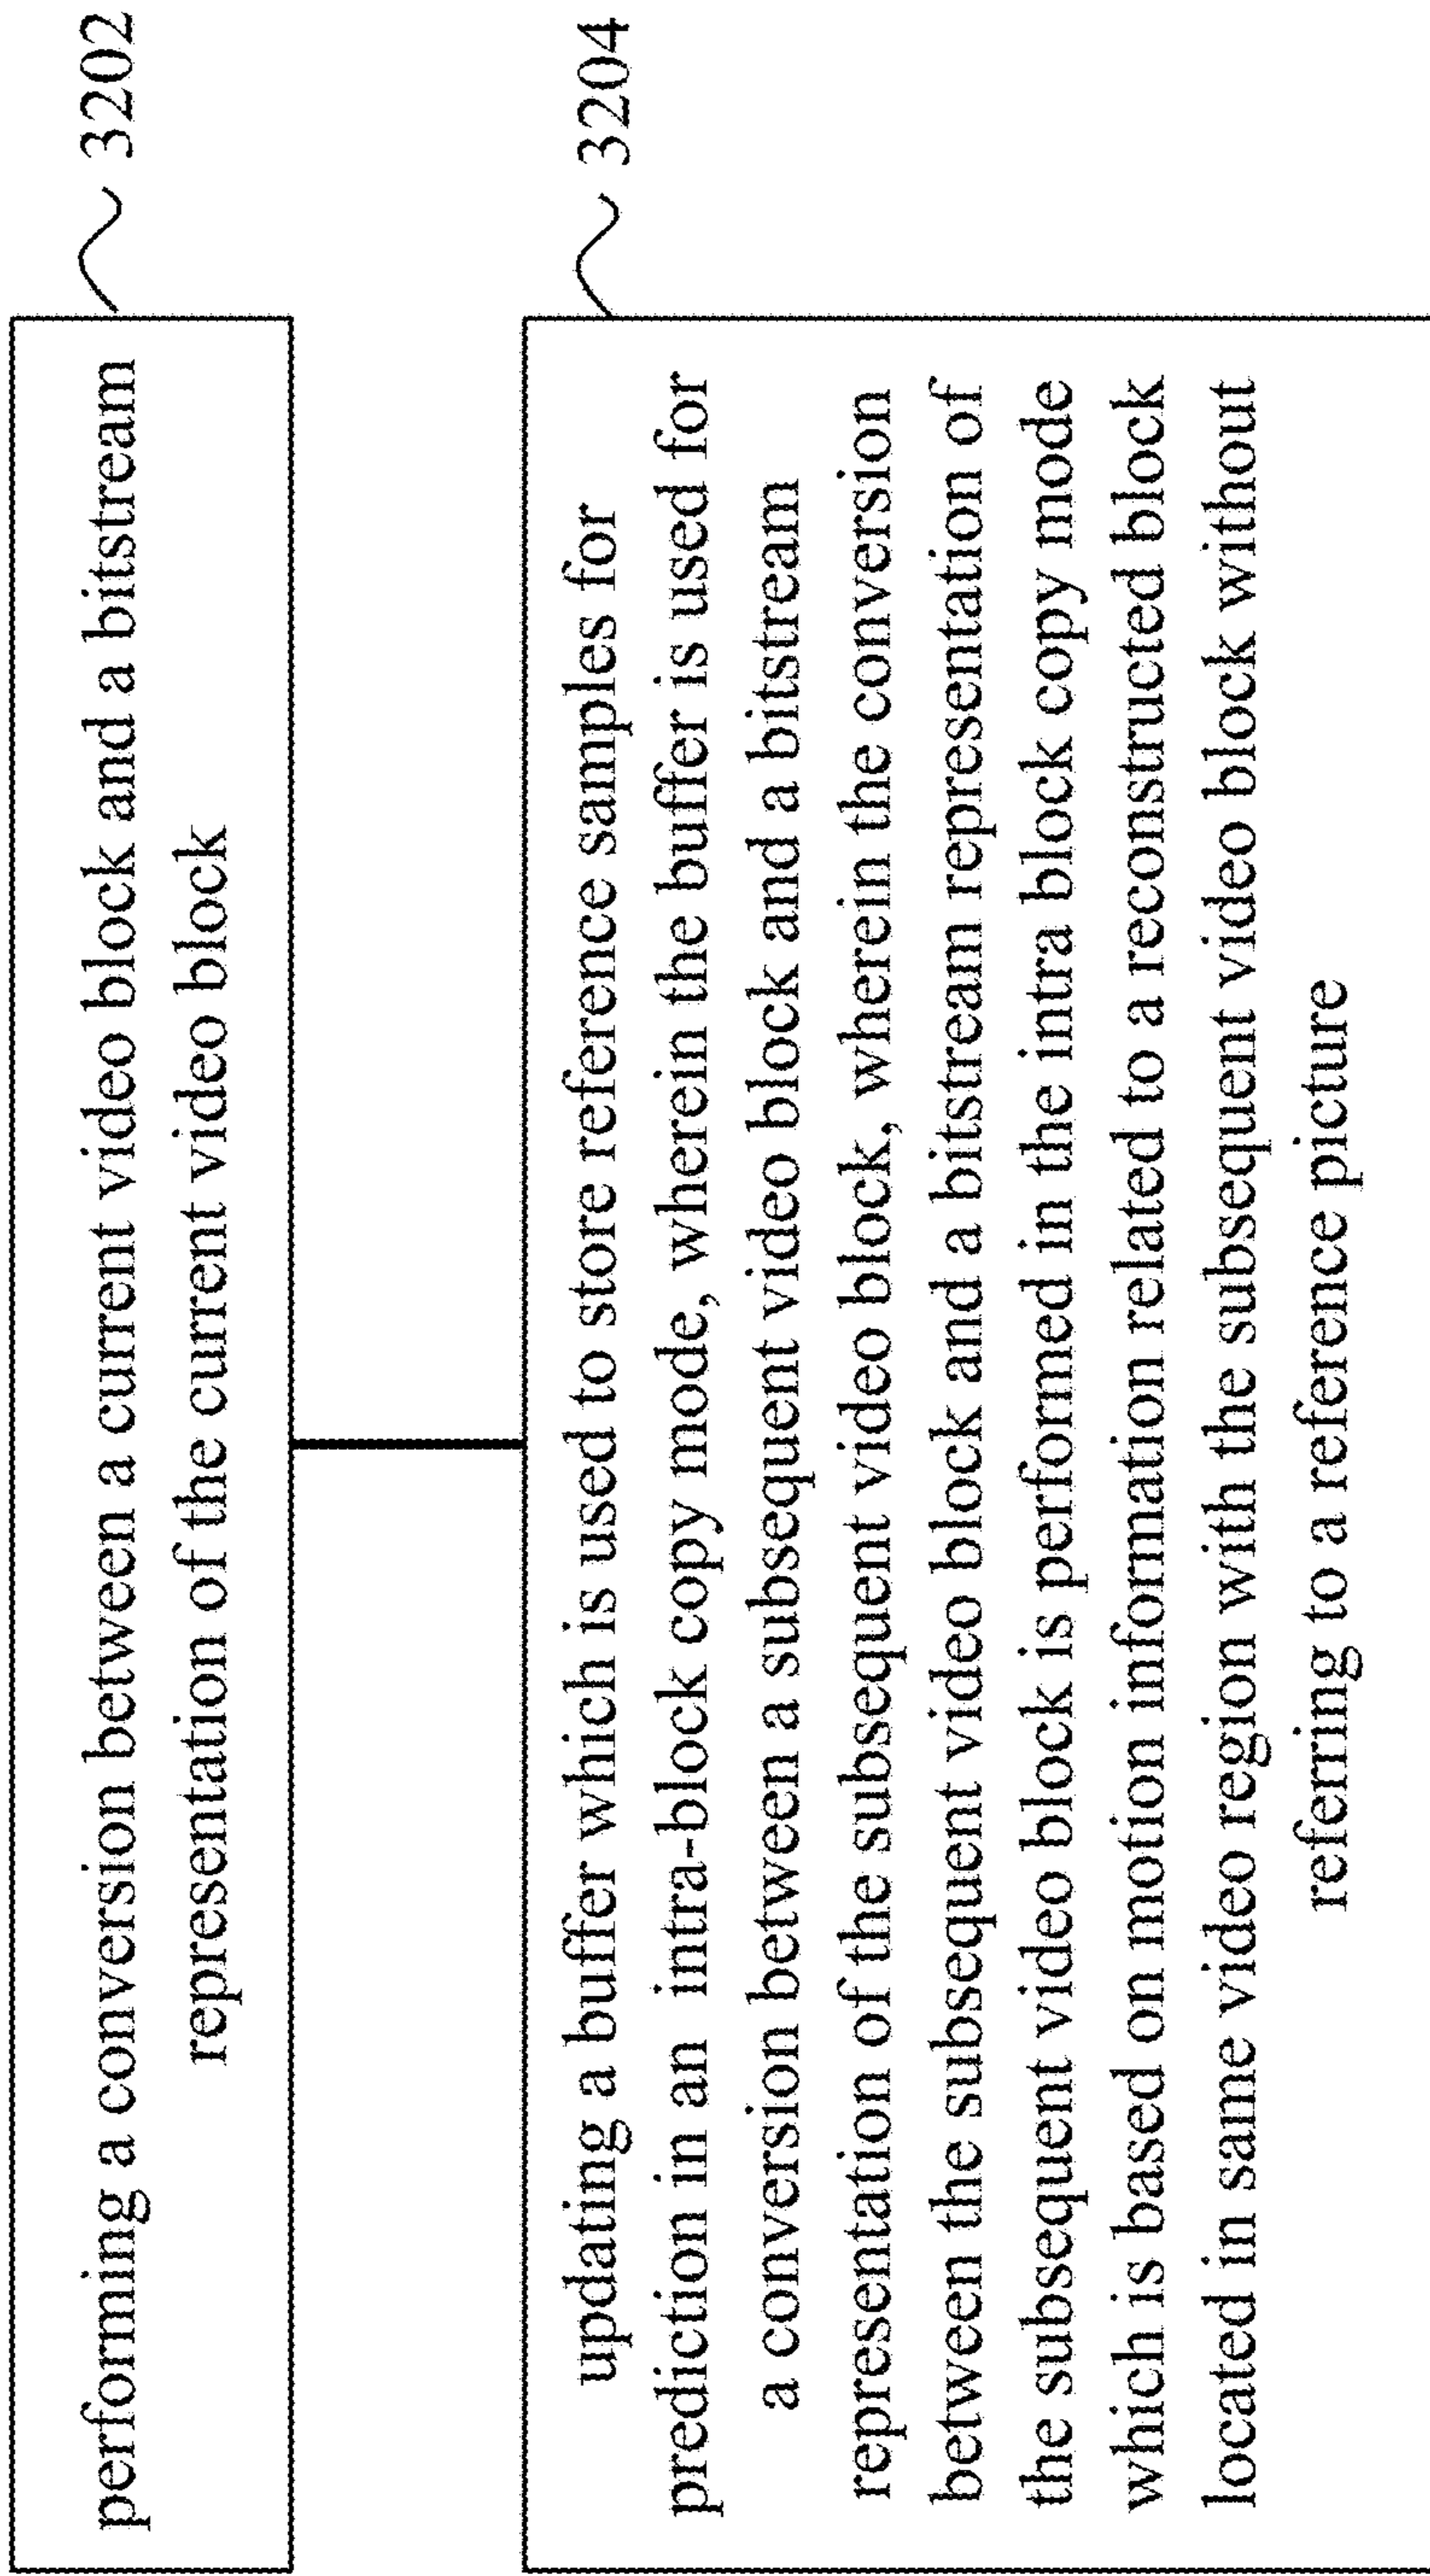 performing a conversion between a current video block and a bitstream
representation of the current video block
3202
updating a buffer which is used to store reference samples for
prediction in an intra-block copy mode, wherein the buffer is used for
a conversion between a subsequent video block and a bitstream
representation of the subsequent video block, wherein the conversion
between the subsequent video block and a bitstream representation of
the subsequent video block is performed in the intra block copy mode
which is based on motion information related to a reconstructed block
located in same video region with the subsequent video block without
referring to a reference picture
3204